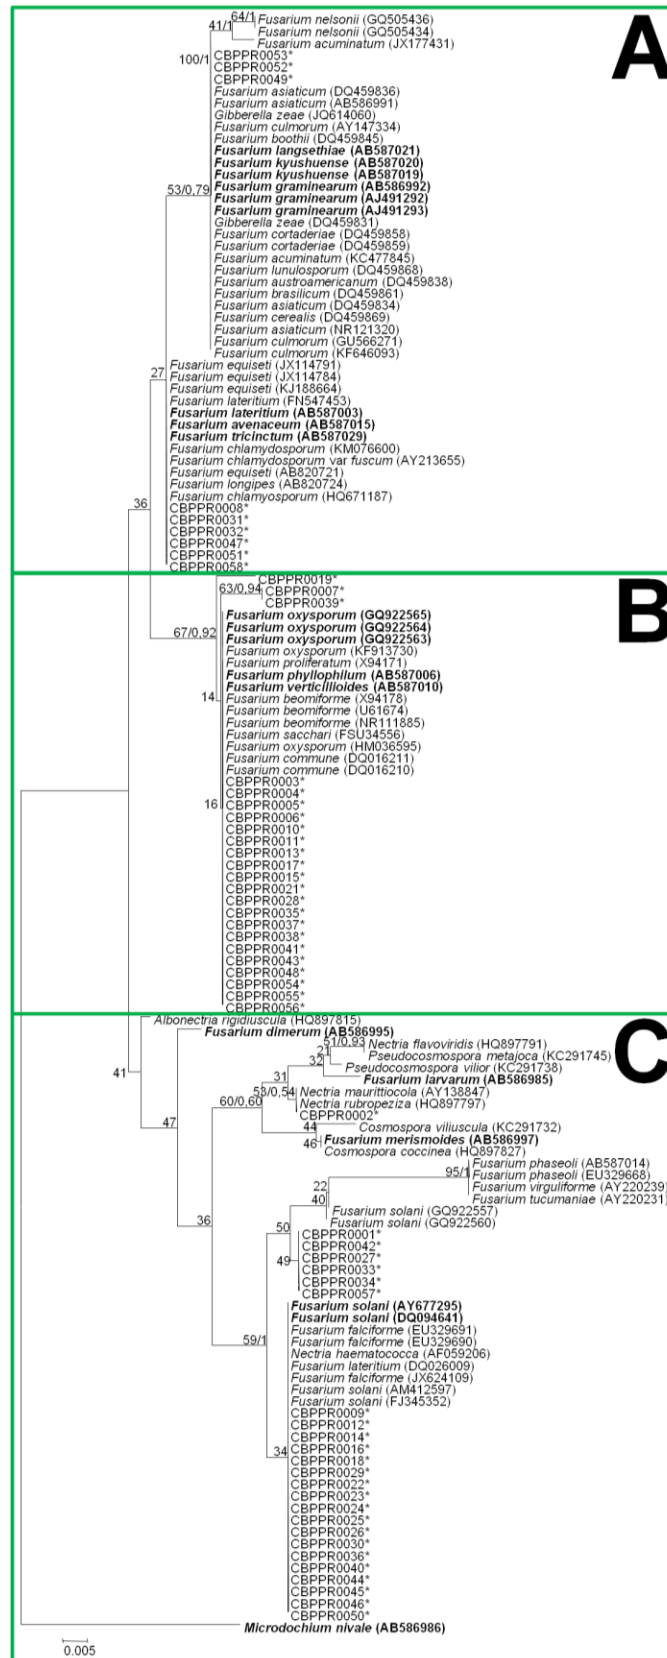 A
64/1
Fusarium nelsonii (GQ505436)
41/1
Fusarium nelsonii (GQ505434)
Fusarium acuminatum (JX177431)
100/1
CBPPR0053*
CBPPR0052*
CBPPR0049*
Fusarium asiaticum (DQ459836)
Fusarium asiaticum (AB586991)
Gibberella zeae (JQ614060)
Fusarium culmorum (AY147334)
Fusarium boothii (DQ459845)
Fusarium langsethiae (AB587021)
Fusarium kyushuense (AB587020)
Fusarium kyushuense (AB587019)
53/0,79
Fusarium graminearum (AB586992)
Fusarium graminearum (AJ491292)
Fusarium graminearum (AJ491293)
Gibberella zeae (DQ459831)
Fusarium cortaderiae (DQ459858)
Fusarium cortaderiae (DQ459859)
Fusarium acuminatum (KC477845)
Fusarium lunulosporum (DQ459868)
Fusarium austroamericanum (DQ459838)
Fusarium brasilicum (DQ459861)
Fusarium asiaticum (DQ459834)
Fusarium cerealis (DQ459869)
Fusarium asiaticum (NR121320)
Fusarium culmorum (GU566271)
Fusarium culmorum (KF646093)
Fusarium equiseti (JX114791)
27
Fusarium equiseti (JX114784)
Fusarium equiseti (KJ188664)
Fusarium lateritium (FN547453)
Fusarium lateritium (AB587003)
Fusarium avenaceum (AB587015)
Fusarium tricinctum (AB587029)
Fusarium chlamydosporum (KM076600)
Fusarium chlamydosporum var fuscum (AY213655)
Fusarium equiseti (AB820721)
Fusarium longipes (AB820724)
Fusarium chlamyosporum (HQ671187)
36
CBPPR0008*
CBPPR0031*
CBPPR0032*
CBPPR0047*
CBPPR0051*
CBPPR0058*
B
CBPPR0019*
63/0,94
CBPPR0007*
CBPPR0039*
Fusarium oxysporum (GQ922565)
Fusarium oxysporum (GQ922564)
67/0,92
Fusarium oxysporum (GQ922563)
Fusarium oxysporum (KF913730)
Fusarium proliferatum (X94171)
Fusarium phyllophilum (AB587006)
Fusarium verticillioides (AB587010)
14
Fusarium beomiforme (X94178)
Fusarium beomiforme (U61674)
Fusarium beomiforme (NR111885)
Fusarium sacchari (FSU34556)
Fusarium oxysporum (HM036595)
Fusarium commune (DQ016211)
Fusarium commune (DQ016210)
CBPPR0003*
CBPPR0004*
16
CBPPR0005*
CBPPR0006*
CBPPR0010*
CBPPR0011*
CBPPR0013*
CBPPR0017*
CBPPR0015*
CBPPR0021*
CBPPR0028*
CBPPR0035*
CBPPR0037*
CBPPR0038*
CBPPR0041*
CBPPR0043*
CBPPR0048*
CBPPR0054*
CBPPR0055*
CBPPR0056*
C
Albonectria rigidiuscula (HQ897815)
Fusarium dimerum (AB586995)
51/0,93
Nectria flavoviridis (HQ897791)
21
Pseudocosmospora metajoca (KC291745)
32
Pseudocosmospora vilior (KC291738)
41
31
Fusarium larvarum (AB586985)
53/0,54
Nectria mauritiicola (AY138847)
60/0,60
Nectria rubropeziza (HQ897797)
CBPPR0002*
47
44
Cosmospora viliuscula (KC291732)
46
Fusarium merismoides (AB586997)
Cosmospora coccinea (HQ897827)
Fusarium phaseoli (AB587014)
95/1
Fusarium phaseoli (EU329668)
22
Fusarium virguliforme (AY220239)
40
Fusarium tucumaniae (AY220231)
Fusarium solani (GQ922557)
36
Fusarium solani (GQ922560)
50
CBPPR0001*
CBPPR0042*
49
CBPPR0027*
CBPPR0033*
CBPPR0034*
CBPPR0057*
Fusarium solani (AY677295)
Fusarium solani (DQ094641)
Fusarium falciforme (EU329691)
59/1
Fusarium falciforme (EU329690)
Nectria haematococca (AF059206)
Fusarium lateritium (DQ026009)
Fusarium falciforme (JX624109)
Fusarium solani (AM412597)
Fusarium solani (FJ345352)
CBPPR0009*
CBPPR0012*
CBPPR0014*
34
CBPPR0016*
CBPPR0018*
CBPPR0029*
CBPPR0022*
CBPPR0023*
CBPPR0024*
CBPPR0025*
CBPPR0026*
CBPPR0030*
CBPPR0036*
CBPPR0040*
CBPPR0044*
CBPPR0045*
CBPPR0046*
CBPPR0050*
Microdochium nivale (AB586986)
0.005